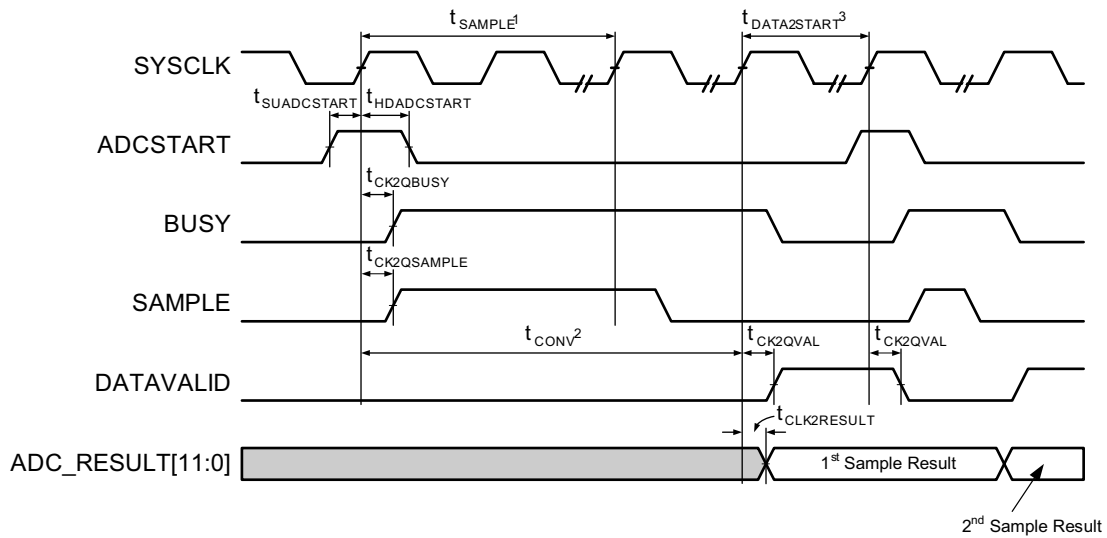 tSAMPLE1
tDATA2START3
SYSCLK
tSUADCSTART tHDADCSTART
ADCSTART
tCK2QBUSY
BUSY
tCK2QSAMPLE
SAMPLE
tCONV2
tCK2QVAL
tCK2QVAL
DATAVALID
tCLK2RESULT
ADC_RESULT[11:0]
1st Sample Result
2nd Sample Result